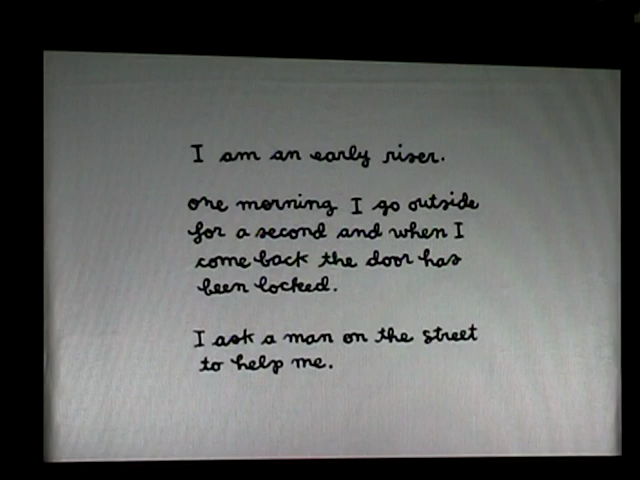 I am an early riser.
one morning I go outside
for a second and when I
come back the door has
been locked.
I ask a man on the street
to help me.